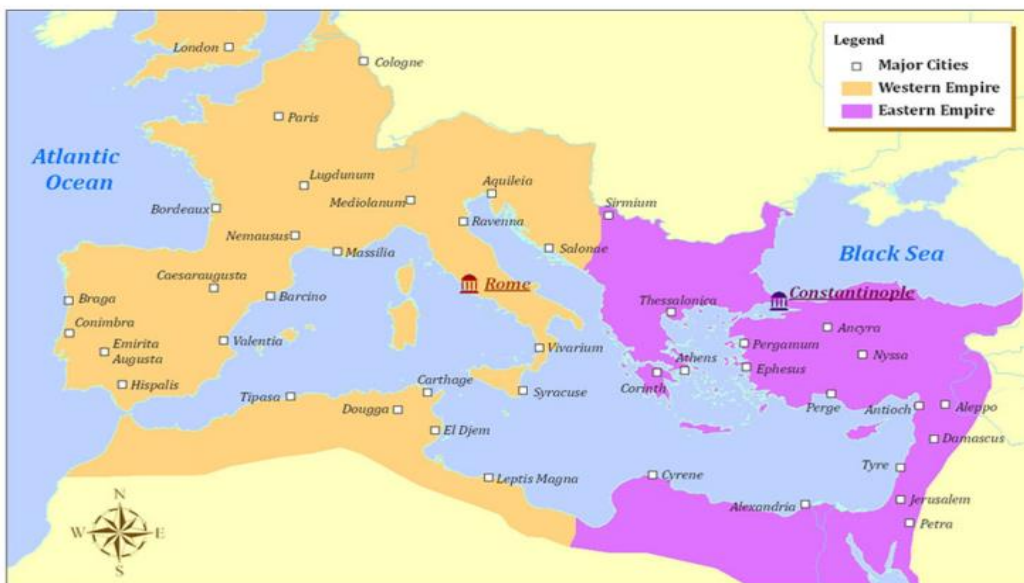 Legend
Major Cities
Western Empire
Eastern Empire
London
Cologne
Paris
Atlantic
Ocean
Lugdunum
Mediolanum
Aquileia
Bordeaux
Ravenna
Sirmium
Nemausus
Massilia
Salonae
Black Sea
Caesaraugusta
Rome
Constantinople
Braga
Barcino
Thessalonica
Conimbra
Ancyra
Emirita
Augusta
Valentia
Vivarium
Pergamum
Nyssa
Athens
Ephesus
Hispalis
Carthage
Syracuse
Corinth
Tipasa
Dougga
Perge
Antioch
Aleppo
El Djem
Damascus
Leptis Magna
Cyrene
Tyre
Alexandria
Jerusalem
Petra
N
W E
S